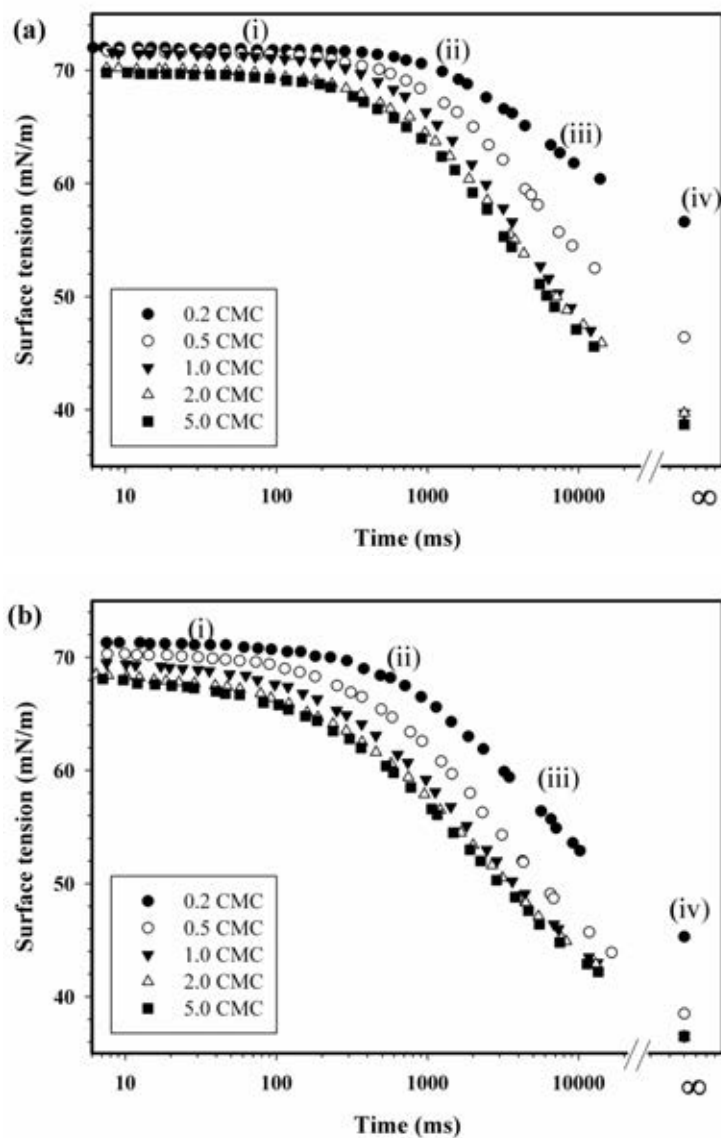 (a)
(i)
(ii)
(iii)
(iv)
70
60
50
40
Surface tension (mN/m)
0.2 CMC
0.5 CMC
1.0 CMC
2.0 CMC
5.0 CMC
10 100 1000 10000 ∞
Time (ms)
(b)
(i)
(ii)
(iii)
(iv)
70
60
50
40
Surface tension (mN/m)
0.2 CMC
0.5 CMC
1.0 CMC
2.0 CMC
5.0 CMC
10 100 1000 10000 ∞
Time (ms)